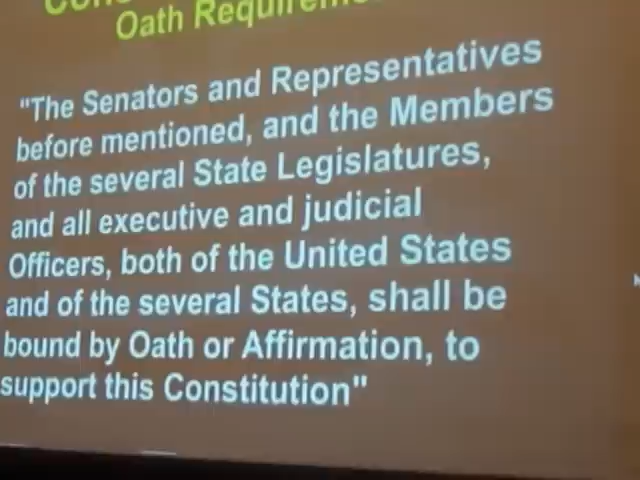 Oath
"The Senators and Representatives
before mentioned, and the Members
of the several State Legislatures,
and all executive and judicial
Officers, both of the United States
and of the several States, shall be
bound by Oath or Affirmation, to
support this Constitution"